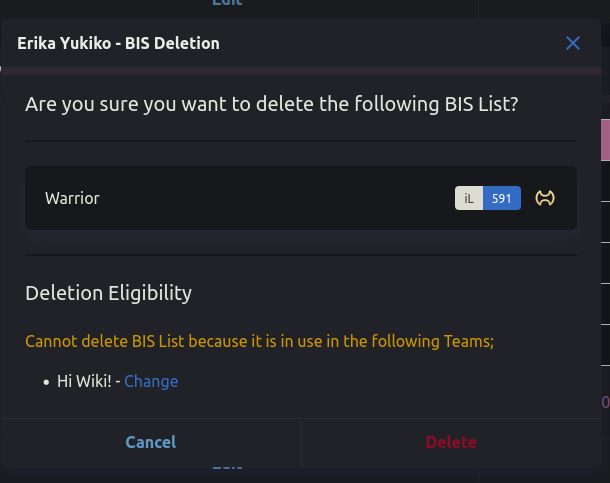 Edit
Erika Yukiko - BIS Deletion
Are you sure you want to delete the following BIS List?
Warrior
iL 591
Deletion Eligibility
Cannot delete BIS List because it is in use in the following Teams;
• Hi Wiki! - Change
Cancel
Delete
Edit